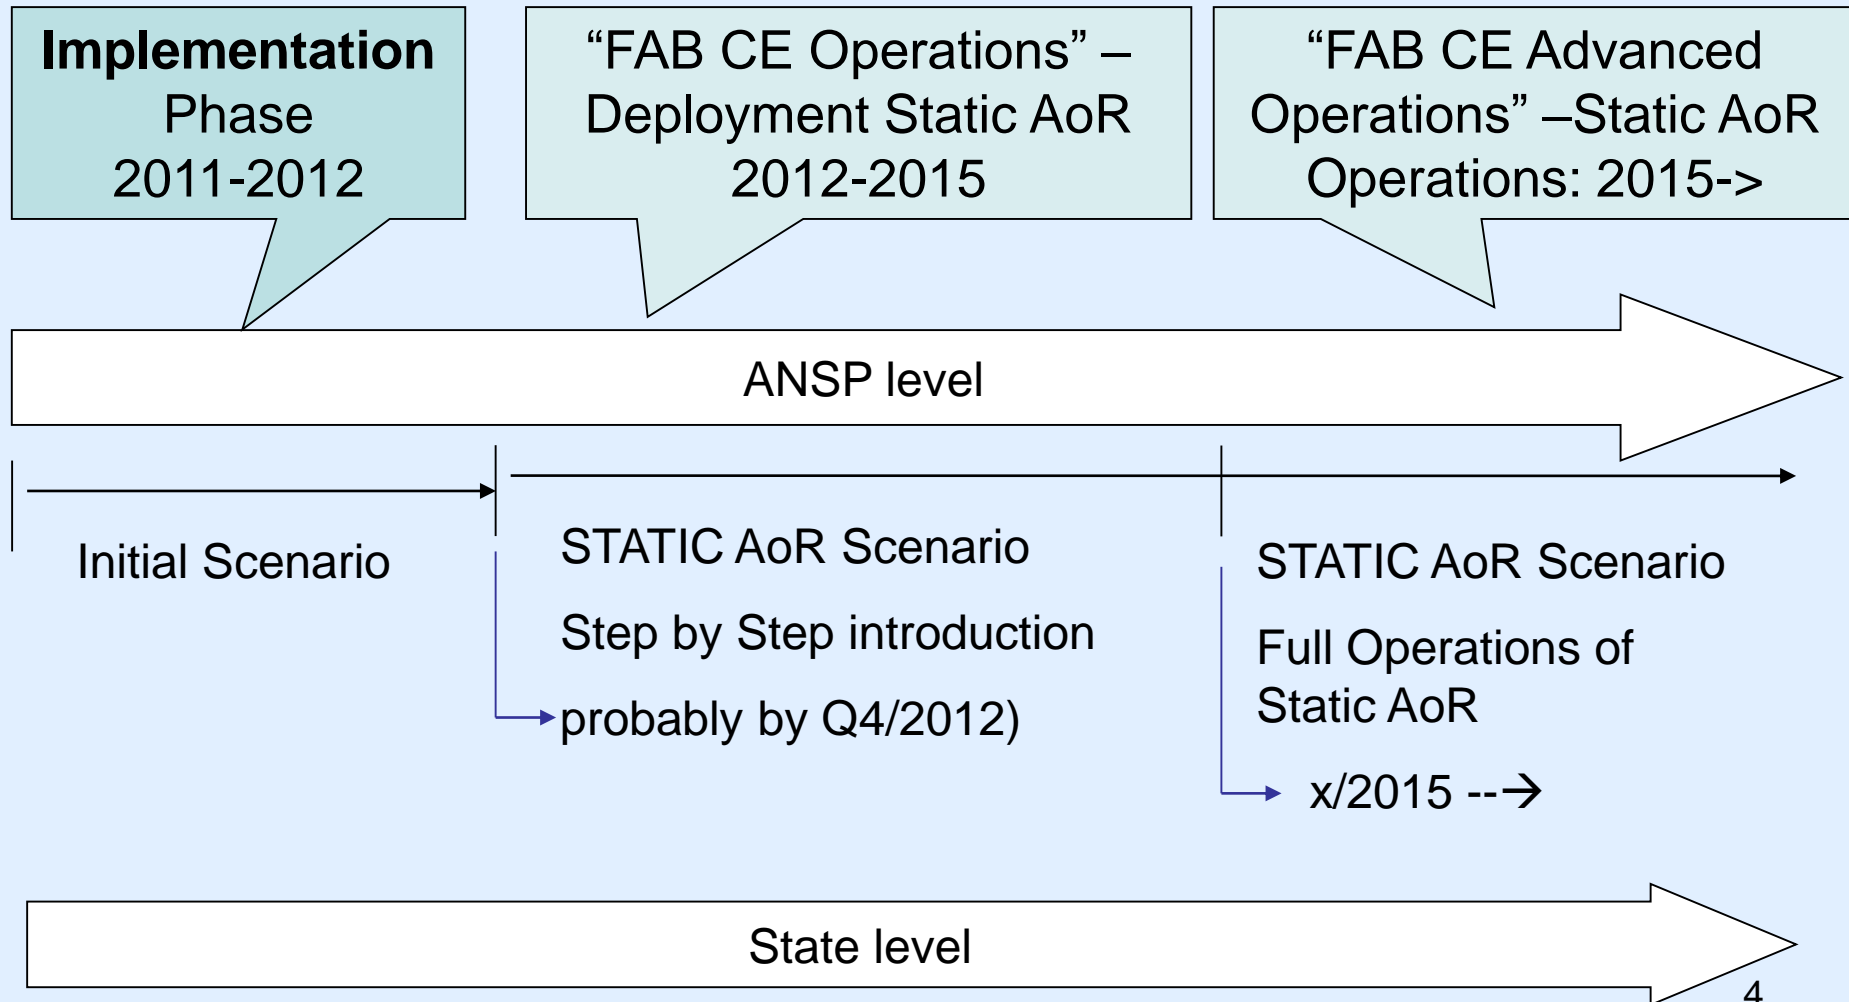 Implementation
Phase
2011-2012
“FAB CE Operations” –
Deployment Static AoR
2012-2015
“FAB CE Advanced
Operations” –Static AoR
Operations: 2015->
ANSP level
Initial Scenario
STATIC AoR Scenario
Step by Step introduction
probably by Q4/2012)
STATIC AoR Scenario
Full Operations of
Static AoR
x/2015 --→
State level
4